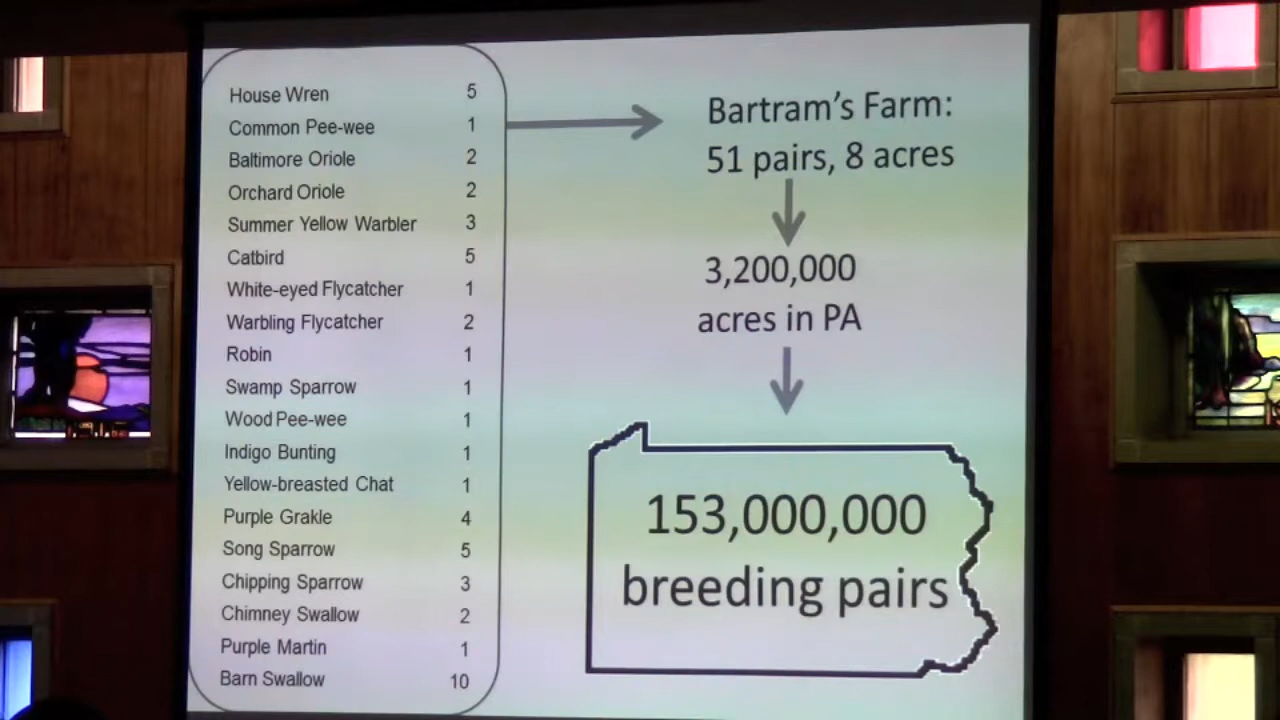 House Wren 5
Common Pee-wee 1
Baltimore Oriole 2
Orchard Oriole 2
Summer Yellow Warbler 3
Catbird 5
White-eyed Flycatcher 1
Warbling Flycatcher 2
Robin 1
Swamp Sparrow 1
Wood Pee-wee 1
Indigo Bunting 1
Yellow-breasted Chat 1
Purple Grakle 4
Song Sparrow 5
Chipping Sparrow 3
Chimney Swallow 2
Purple Martin 1
Barn Swallow 10
Bartram's Farm:
51 pairs, 8 acres
3,200,000
acres in PA
153,000,000
breeding pairs